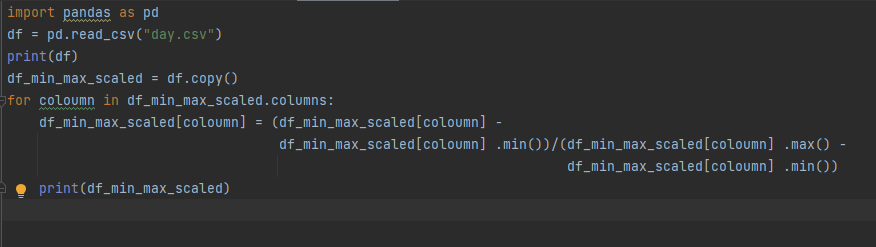 import pandas as pd
df = pd.read_csv("day.csv")
print(df)
df_min_max_scaled = df.copy()
for coloumn in df_min_max_scaled.columns:
    df_min_max_scaled[coloumn] = (df_min_max_scaled[coloumn] -
                                  df_min_max_scaled[coloumn] .min())/(df_min_max_scaled[coloumn] .max() -
                                                                      df_min_max_scaled[coloumn] .min())
    print(df_min_max_scaled)